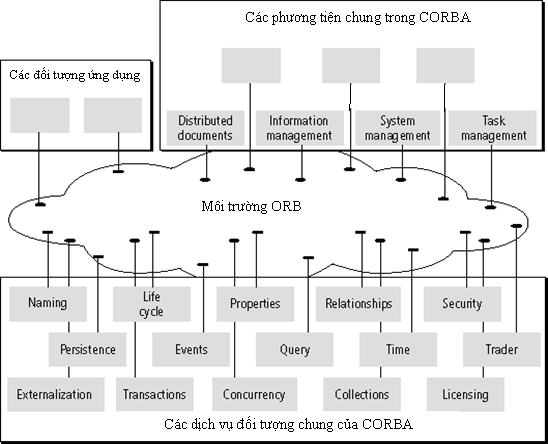 Các phương tiện chung trong CORBA
Các đối tượng ứng dụng
Distributed
documents
Information
management
System
management
Task
management
Môi trường ORB
Naming
Life
cycle
Properties
Relationships
Security
Persistence
Events
Query
Time
Trader
Externalization
Transactions
Concurrency
Collections
Licensing
Các dịch vụ đối tượng chung của CORBA